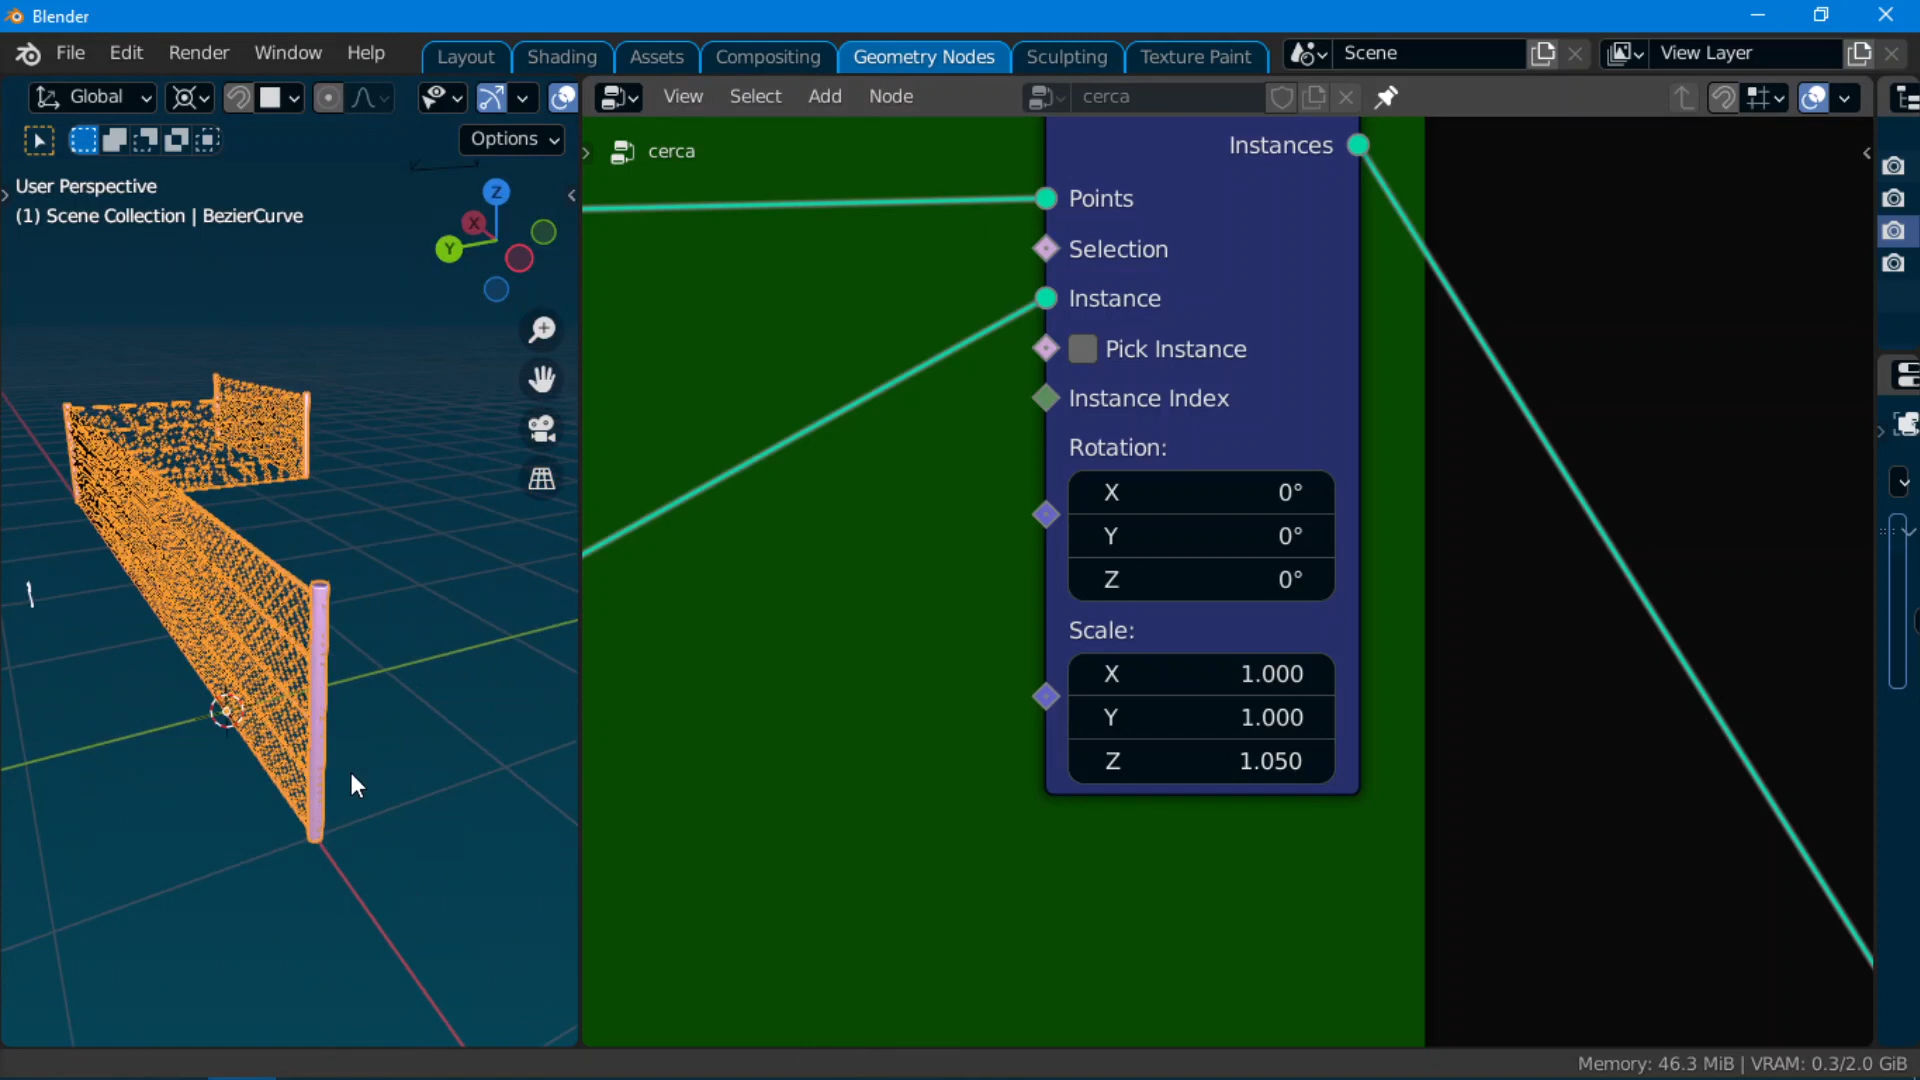 Blender
File Edit Render Window Help Layout Shading Assets Compositing Geometry Nodes Sculpting Texture Paint Scene View Layer
Global View Select Add Node cerca
Options
cerca
User Perspective
(1) Scene Collection | BezierCurve
Z
X
Y
Instances
Points
Selection
Instance
Pick Instance
Instance Index
Rotation:
X 0°
Y 0°
Z 0°
Scale:
X 1.000
Y 1.000
Z 1.050
Memory: 46.3 MiB | VRAM: 0.3/2.0 GiB